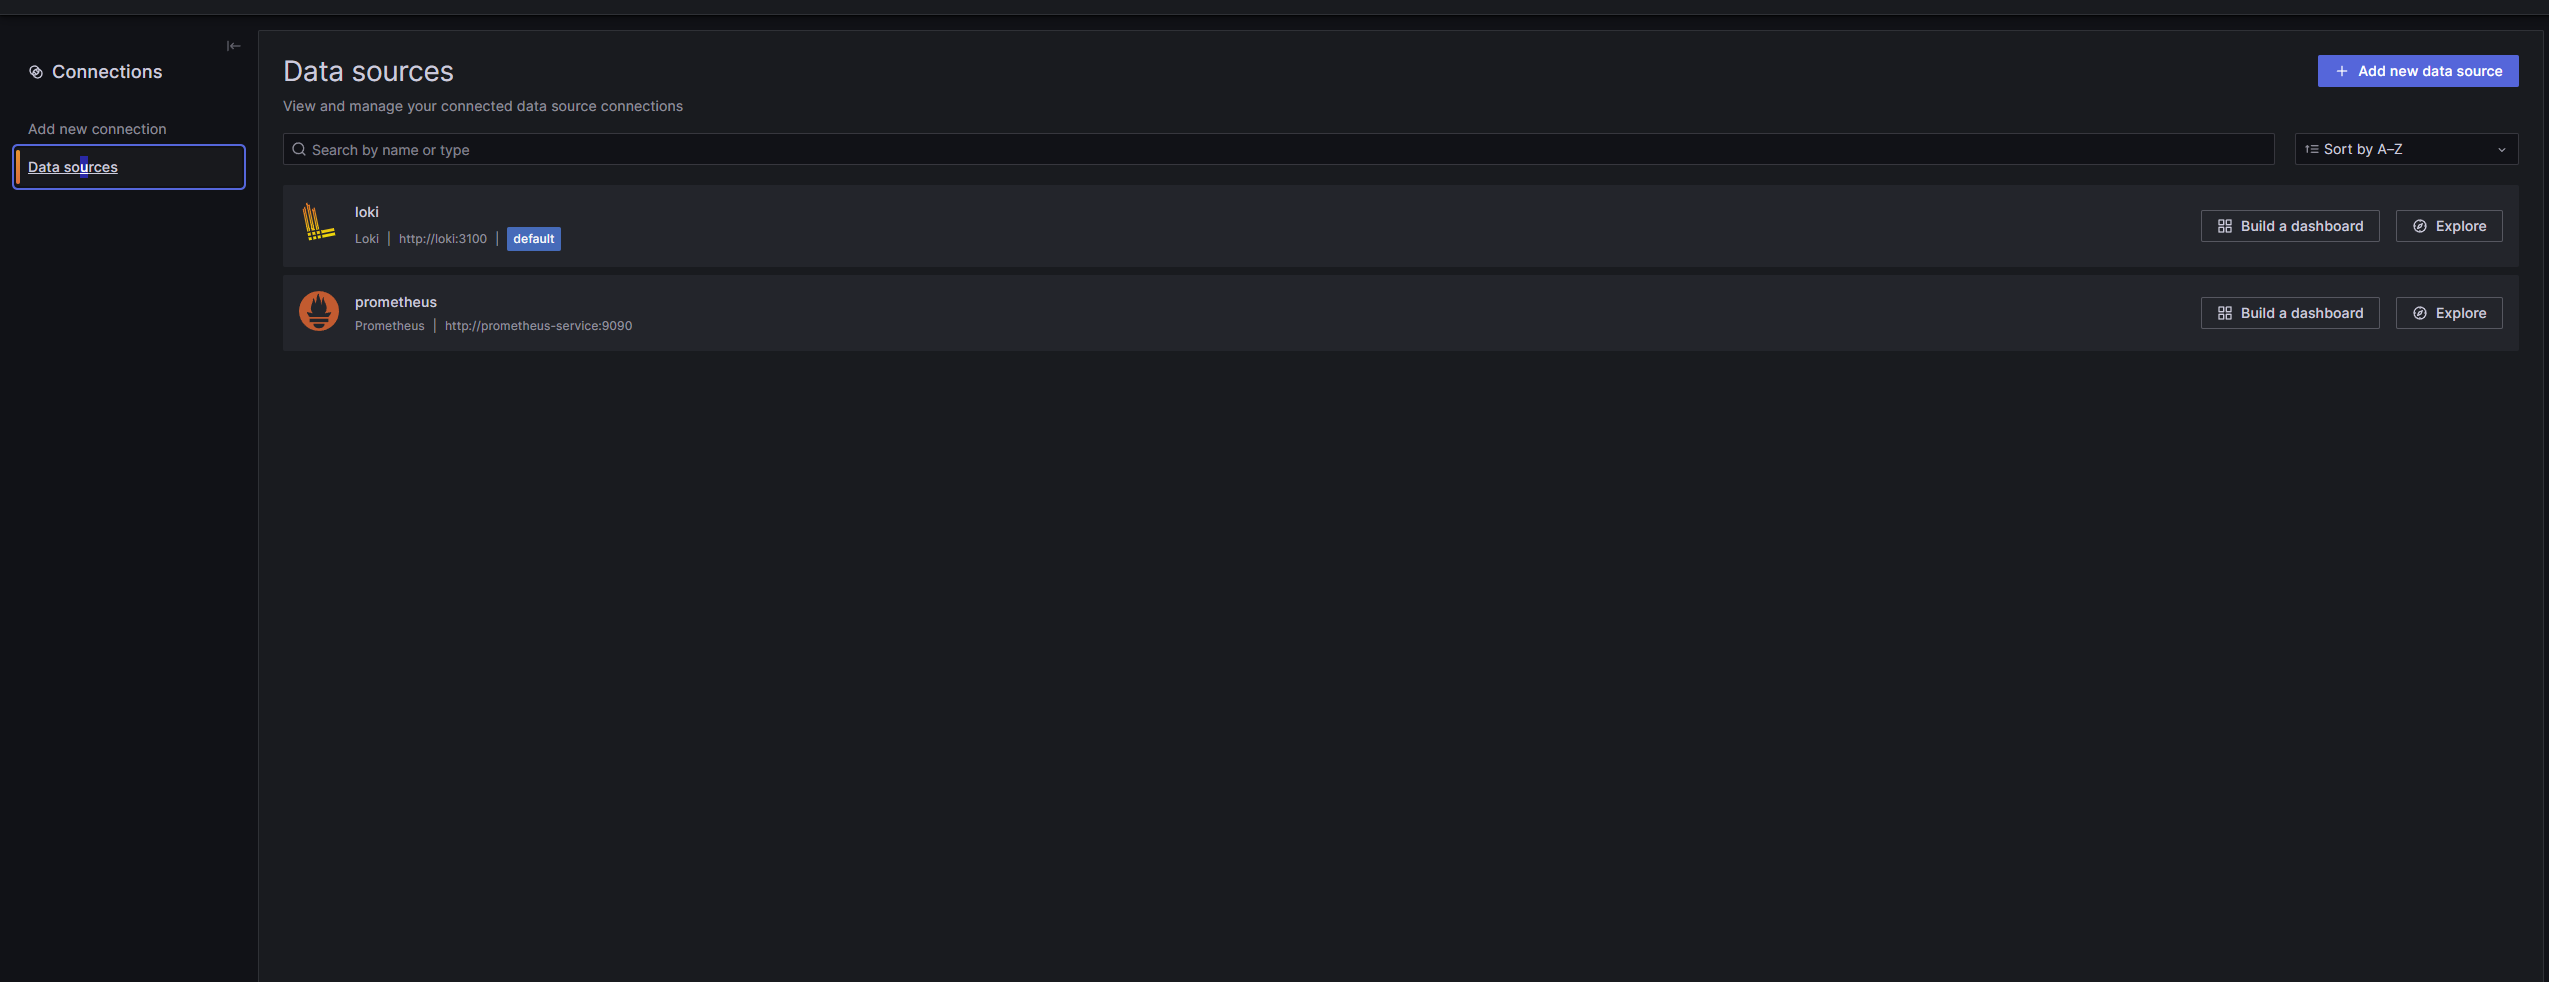 Connections
Add new connection
Data sources
Data sources
View and manage your connected data source connections
Add new data source
Search by name or type
Sort by A–Z
loki
Loki | http://loki:3100 | default
Build a dashboard
Explore
prometheus
Prometheus | http://prometheus-service:9090
Build a dashboard
Explore